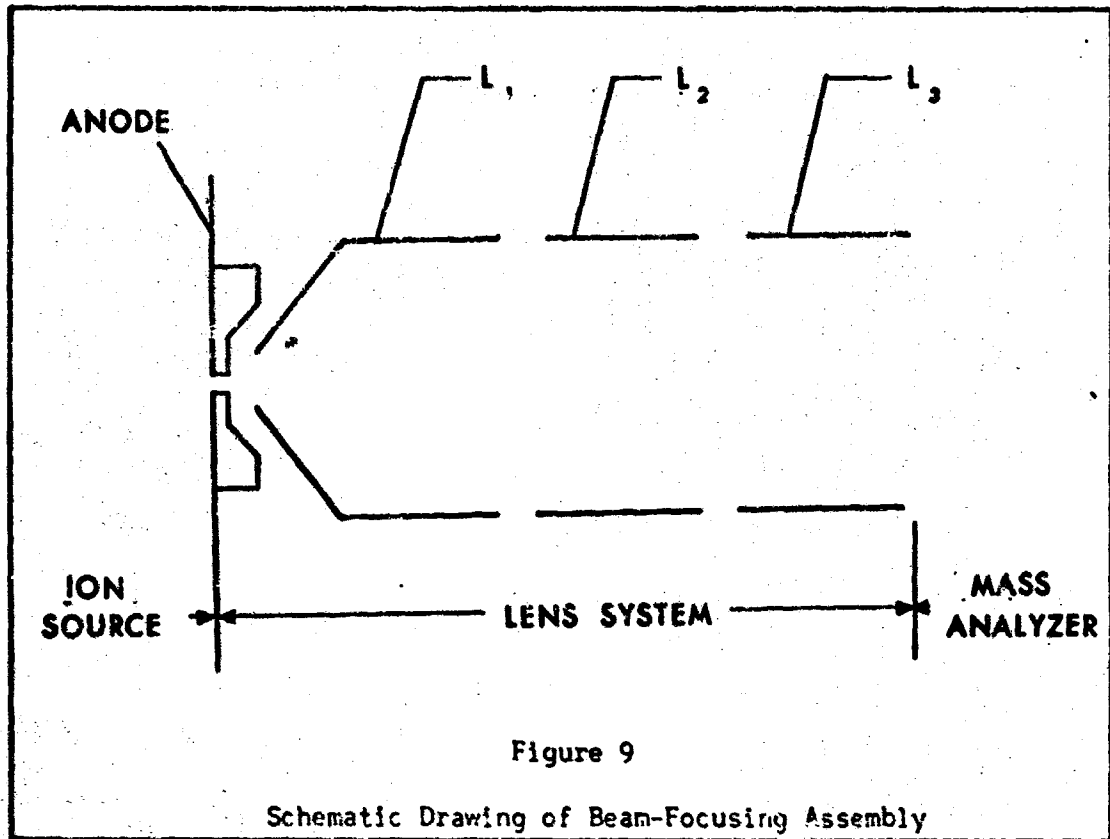 L₁
L₂
L₃
ANODE
ION
SOURCE
LENS SYSTEM
MASS
ANALYZER
Figure 9
Schematic Drawing of Beam-Focusing Assembly